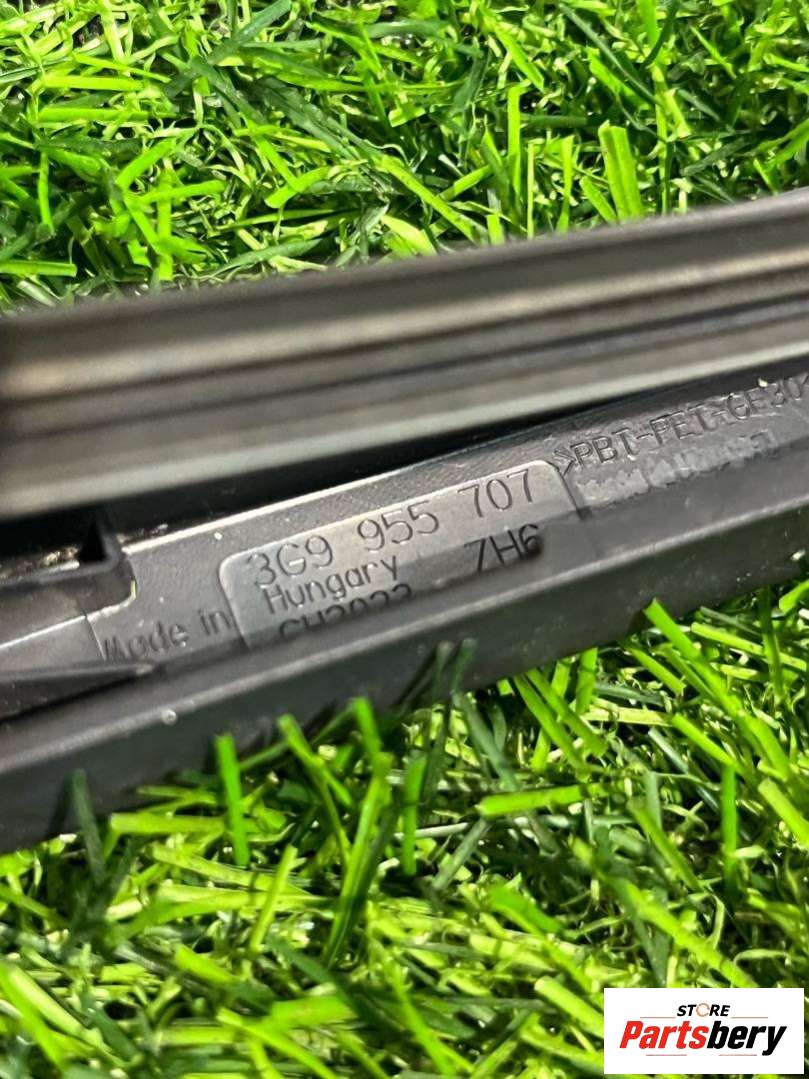 >PBT-PET-GF30
3G9 955 707
Made in Hungary 7H6
STORE
Partsbery